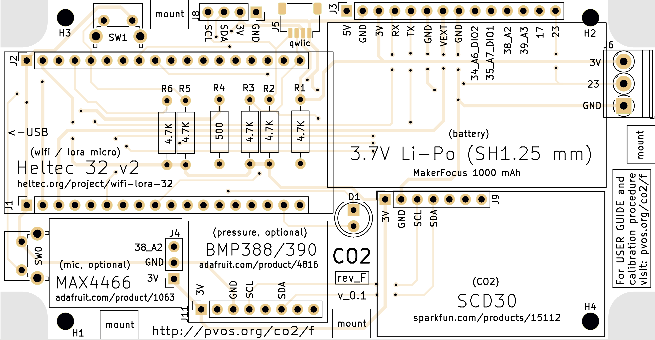 H3
SW1
mount
J8
SCL
SDA
3V
GND
J5
qwiic
J3
5V
GND
3V
RX
TX
GND
GND
VEXT
GND
34_A6_DIO2
35_A7_DIO1
38_A2
39_A3
17
23
H2
J6
3V
23
GND
J2
R6
R5
R4
R3
R2
R1
4.7K
4.7K
500
4.7K
4.7K
4.7K
<-USB
(wifi / lora micro)
Heltec 32 v2
heltec.org/project/wifi-lora-32
(battery)
3.7V Li-Po (SH1.25 mm)
MakerFocus 1000 mAh
mount
J1
D1
J9
3V
GND
SCL
SDA
For USER GUIDE and
calibration procedure
visit: pvos.org/co2/f
SW0
J4
38_A2
GND
3V
(mic, optional)
MAX4466
adafruit.com/product/1063
(pressure, optional)
BMP388/390
adafruit.com/product/4816
3V
GND
SCL
SDA
J11
CO2
rev_F
v_0.1
(CO2)
SCD30
sparkfun.com/products/15112
H1
mount
http://pvos.org/co2/f
mount
H4